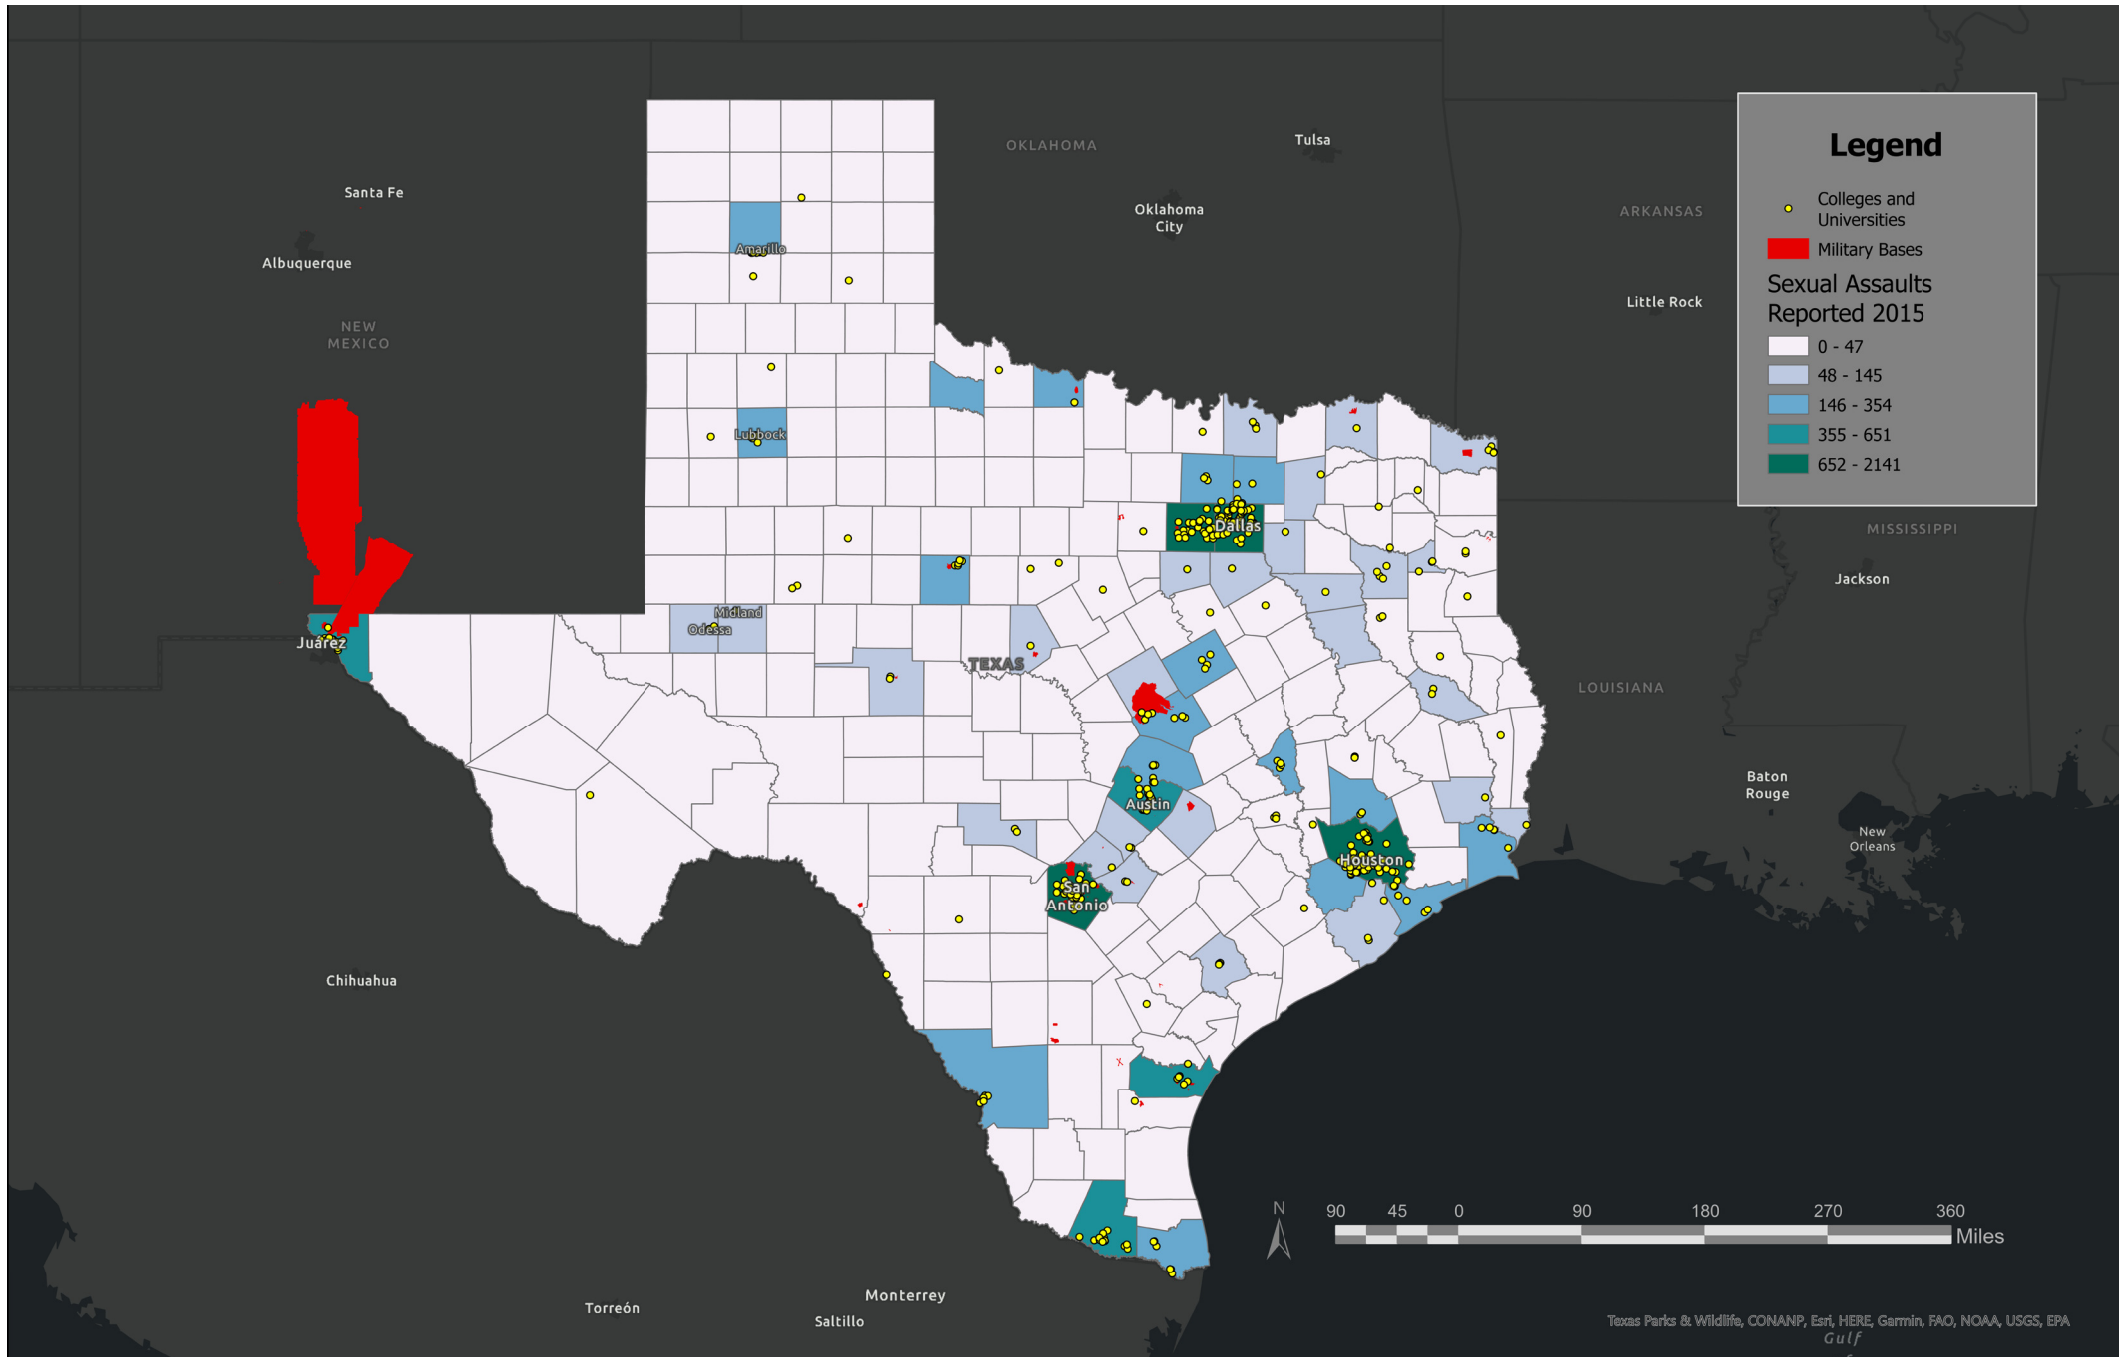 OKLAHOMA
Tulsa
Santa Fe
Oklahoma
City
ARKANSAS
Albuquerque
Amarillo
Little Rock
NEW
MEXICO
Lubbock
Dallas
MISSISSIPPI
Jackson
Midland
Odessa
Juárez
TEXAS
LOUISIANA
Baton
Rouge
Austin
New
Orleans
Houston
San
Antonio
Chihuahua
Monterrey
Torreón
Saltillo
Legend
Colleges and
Universities
Military Bases
Sexual Assaults
Reported 2015
0 - 47
48 - 145
146 - 354
355 - 651
652 - 2141
N
90 45 0 90 180 270 360
Miles
Texas Parks & Wildlife, CONANP, Esri, HERE, Garmin, FAO, NOAA, USGS, EPA
Gulf